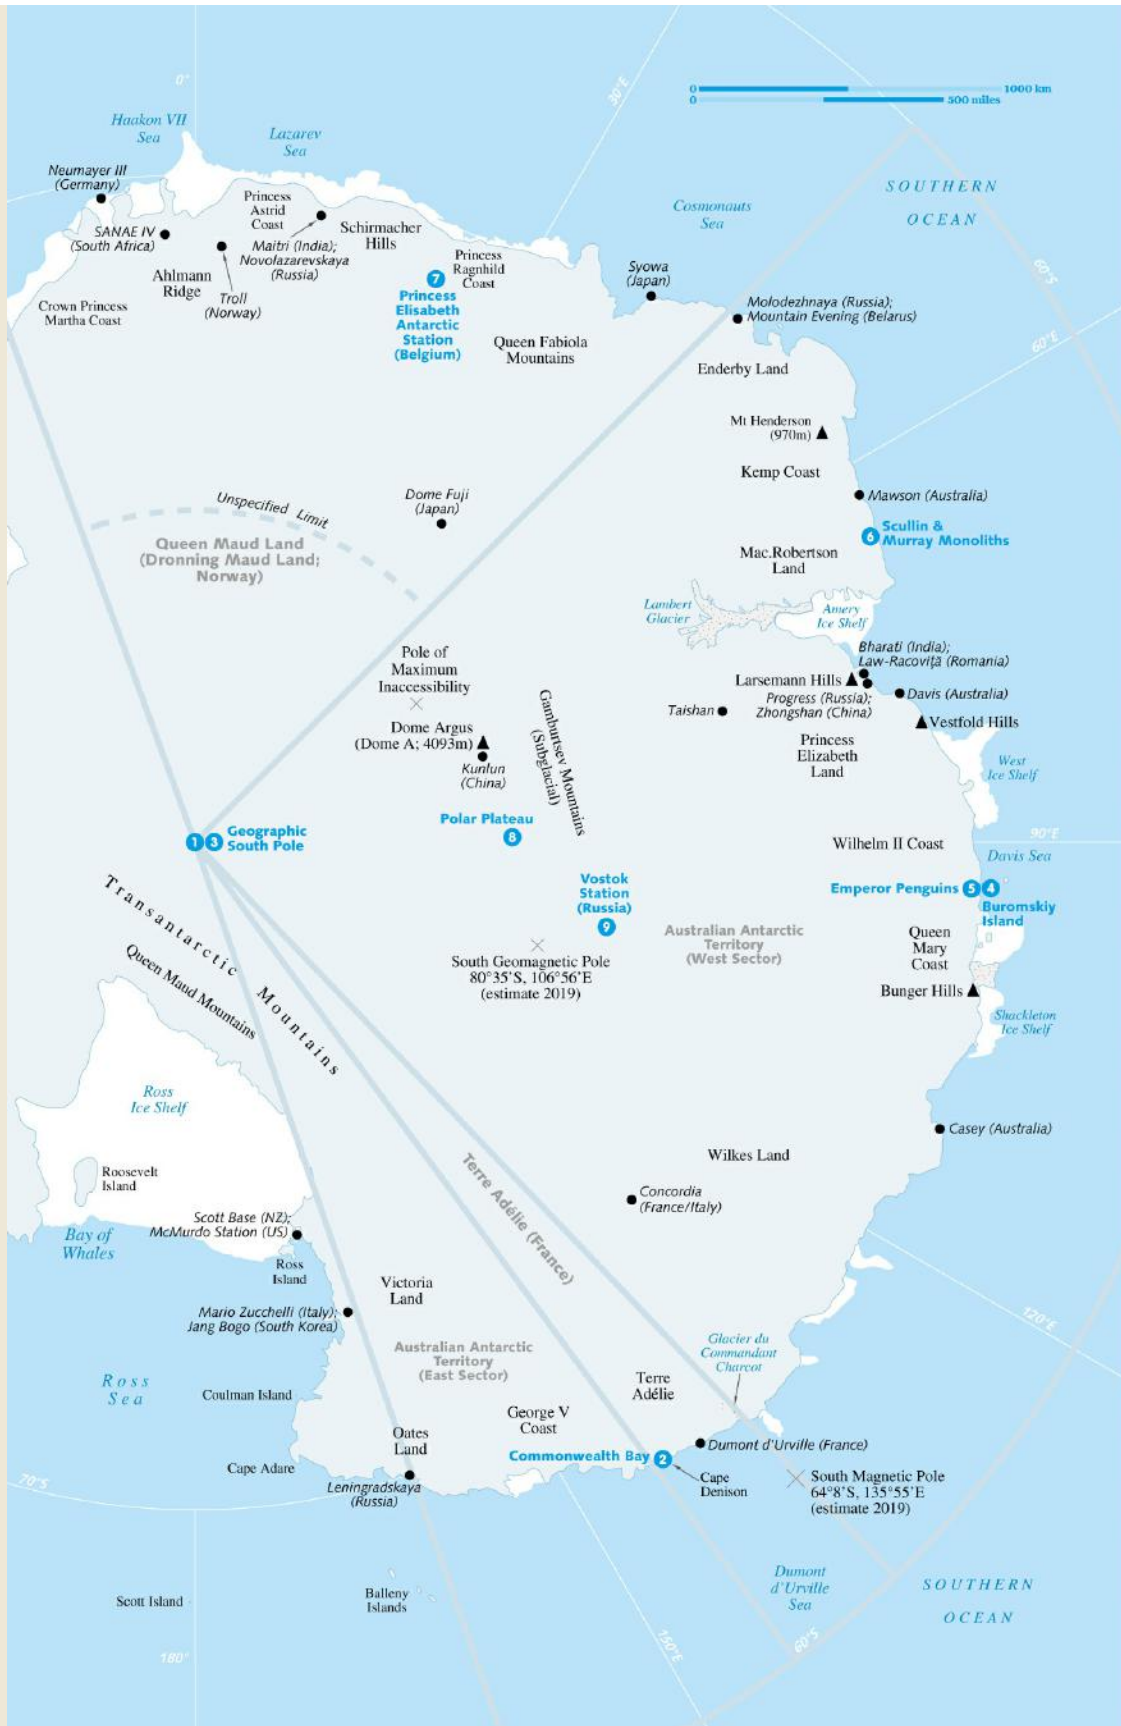 0
1000 km
0
500 miles
0°
30°E
Haakon VII
Sea
Lazarev
Sea
Neumayer III
(Germany)
SOUTHERN
OCEAN
Cosmonauts
Sea
Princess
Astrid
Coast
SANAE IV
(South Africa)
Maitri (India);
Novolazarevskaya
(Russia)
Schirmacher
Hills
Princess
Ragnhild
Coast
Ahlmann
Ridge
Troll
(Norway)
Crown Princess
Martha Coast
7
Princess
Elisabeth
Antarctic
Station
(Belgium)
Syowa
(Japan)
60°S
Molodezhnaya (Russia);
Mountain Evening (Belarus)
60°E
Queen Fabiola
Mountains
Enderby Land
Mt Henderson
(970m)
Kemp Coast
Mawson (Australia)
Dome Fuji
(Japan)
Unspecified Limit
Queen Maud Land
(Dronning Maud Land;
Norway)
6
Scullin &
Murray Monoliths
Mac.Robertson
Land
Lambert
Glacier
Amery
Ice Shelf
Bharati (India);
Law-Racoviţă (Romania)
Pole of
Maximum
Inaccessibility
Larsemann Hills
Progress (Russia);
Zhongshan (China)
Davis (Australia)
Taishan
Vestfold Hills
Dome Argus
(Dome A; 4093m)
Kunlun
(China)
Gamburtsev Mountains
(Subglacial)
Princess
Elizabeth
Land
West
Ice Shelf
Polar Plateau
8
1 3
Geographic
South Pole
90°E
Wilhelm II Coast
Davis Sea
Vostok
Station
(Russia)
9
Emperor Penguins 5 4
Buromskiy
Island
Transantarctic Mountains
Queen Maud Mountains
Australian Antarctic
Territory
(West Sector)
Queen
Mary
Coast
South Geomagnetic Pole
80°35'S, 106°56'E
(estimate 2019)
Bunger Hills
Shackleton
Ice Shelf
Ross
Ice Shelf
Casey (Australia)
Wilkes Land
Roosevelt
Island
Terre Adélie (France)
Concordia
(France/Italy)
Scott Base (NZ);
McMurdo Station (US)
Bay of
Whales
Ross
Island
Victoria
Land
Mario Zucchelli (Italy);
Jang Bogo (South Korea)
120°E
Glacier du
Commandant
Charcot
Australian Antarctic
Territory
(East Sector)
Ross
Sea
Coulman Island
Terre
Adélie
George V
Coast
Oates
Land
Commonwealth Bay 2
Dumont d'Urville (France)
Cape Adare
Cape
Denison
South Magnetic Pole
64°8'S, 135°55'E
(estimate 2019)
70°S
Leningradskaya
(Russia)
Dumont
d'Urville
Sea
SOUTHERN
OCEAN
Scott Island
Balleny
Islands
150°E
60°S
180°